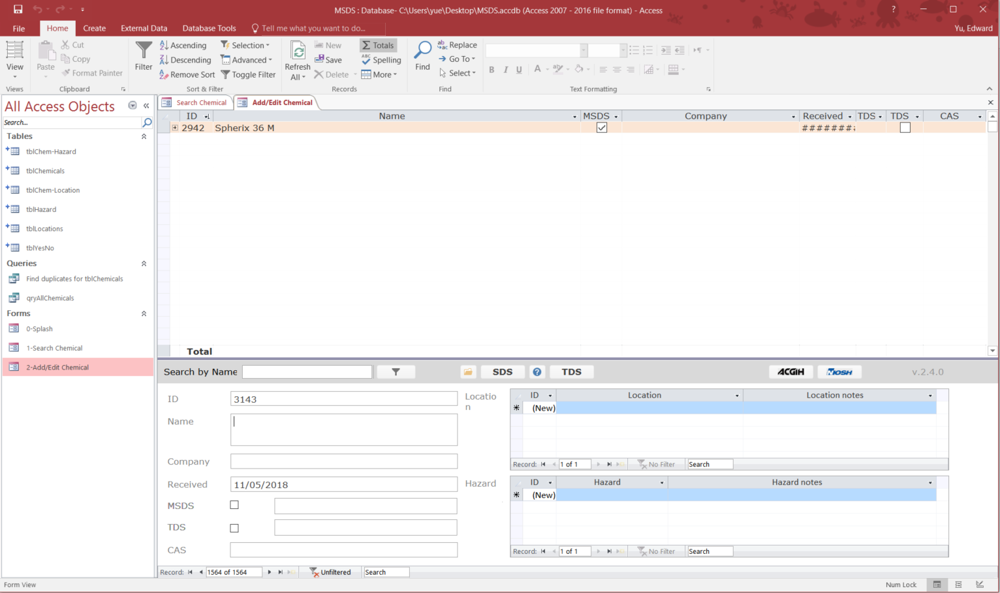 MSDS : Database- C:\Users\yue\Desktop\MSDS.accdb (Access 2007 - 2016 file format) - Access
?
File Home Create External Data Database Tools Tell me what you want to do... Yu, Edward
View
Views
Paste
Cut
Copy
Format Painter
Clipboard
Filter
Ascending
Descending
Remove Sort
Selection
Advanced
Toggle Filter
Sort & Filter
Refresh
All
New
Save
Delete
Totals
Spelling
More
Records
Find
Replace
Go To
Select
Find
B I U A
Text Formatting
All Access Objects
Search...
Tables
tblChem-Hazard
tblChemicals
tblChem-Location
tblHazard
tblLocations
tblYesNo
Queries
Find duplicates for tblChemicals
qryAllChemicals
Forms
0-Splash
1-Search Chemical
2-Add/Edit Chemical
Search Chemical Add/Edit Chemical
ID Name MSDS Company Received TDS TDS CAS
2942 Spherix 36 M ########
Total
Search by Name SDS TDS ACGIH NIOSH v.2.4.0
ID 3143
Name
Company
Received 11/05/2018
MSDS
TDS
CAS
Locatio
n
ID Location Location notes
(New)
Record: 1 of 1 No Filter Search
Hazard
ID Hazard Hazard notes
(New)
Record: 1 of 1 No Filter Search
Record: 1564 of 1564 Unfiltered Search
Form View Num Lock